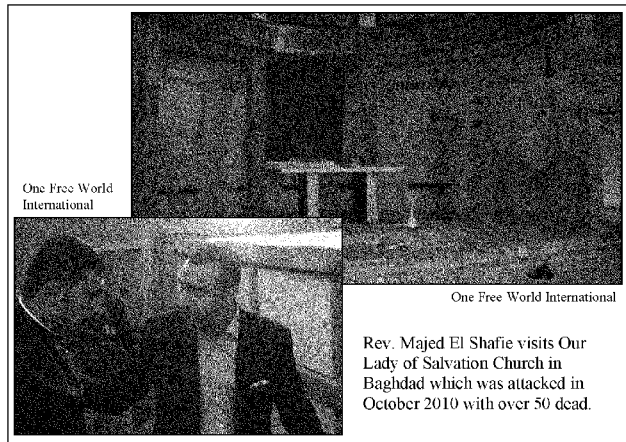 One Free World
International
One Free World International
Rev. Majed El Shafie visits Our
Lady of Salvation Church in
Baghdad which was attacked in
October 2010 with over 50 dead.